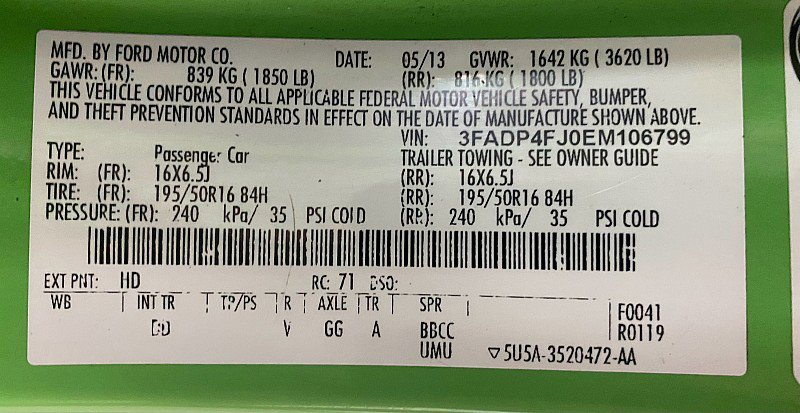 MFD. BY FORD MOTOR CO. DATE: 05/13 GVWR: 1642 KG ( 3620 LB)
GAWR: (FR): 839 KG ( 1850 LB) (RR): 816 KG ( 1800 LB)
THIS VEHICLE CONFORMS TO ALL APPLICABLE FEDERAL MOTOR VEHICLE SAFETY, BUMPER,
AND THEFT PREVENTION STANDARDS IN EFFECT ON THE DATE OF MANUFACTURE SHOWN ABOVE.
VIN: 3FADP4FJ0EM106799
TYPE: Passenger Car TRAILER TOWING - SEE OWNER GUIDE
RIM: (FR): 16X6.5J (RR): 16X6.5J
TIRE: (FR): 195/50R16 84H (RR): 195/50R16 84H
PRESSURE: (FR): 240 kPa/ 35 PSI COLD (RR): 240 kPa/ 35 PSI COLD
EXT PNT: HD RC: 71 DSO:
WB INT TR TP/PS R AXLE TR SPR F0041
DD V GG A BBCC R0119
UMU ▽5U5A-3520472-AA